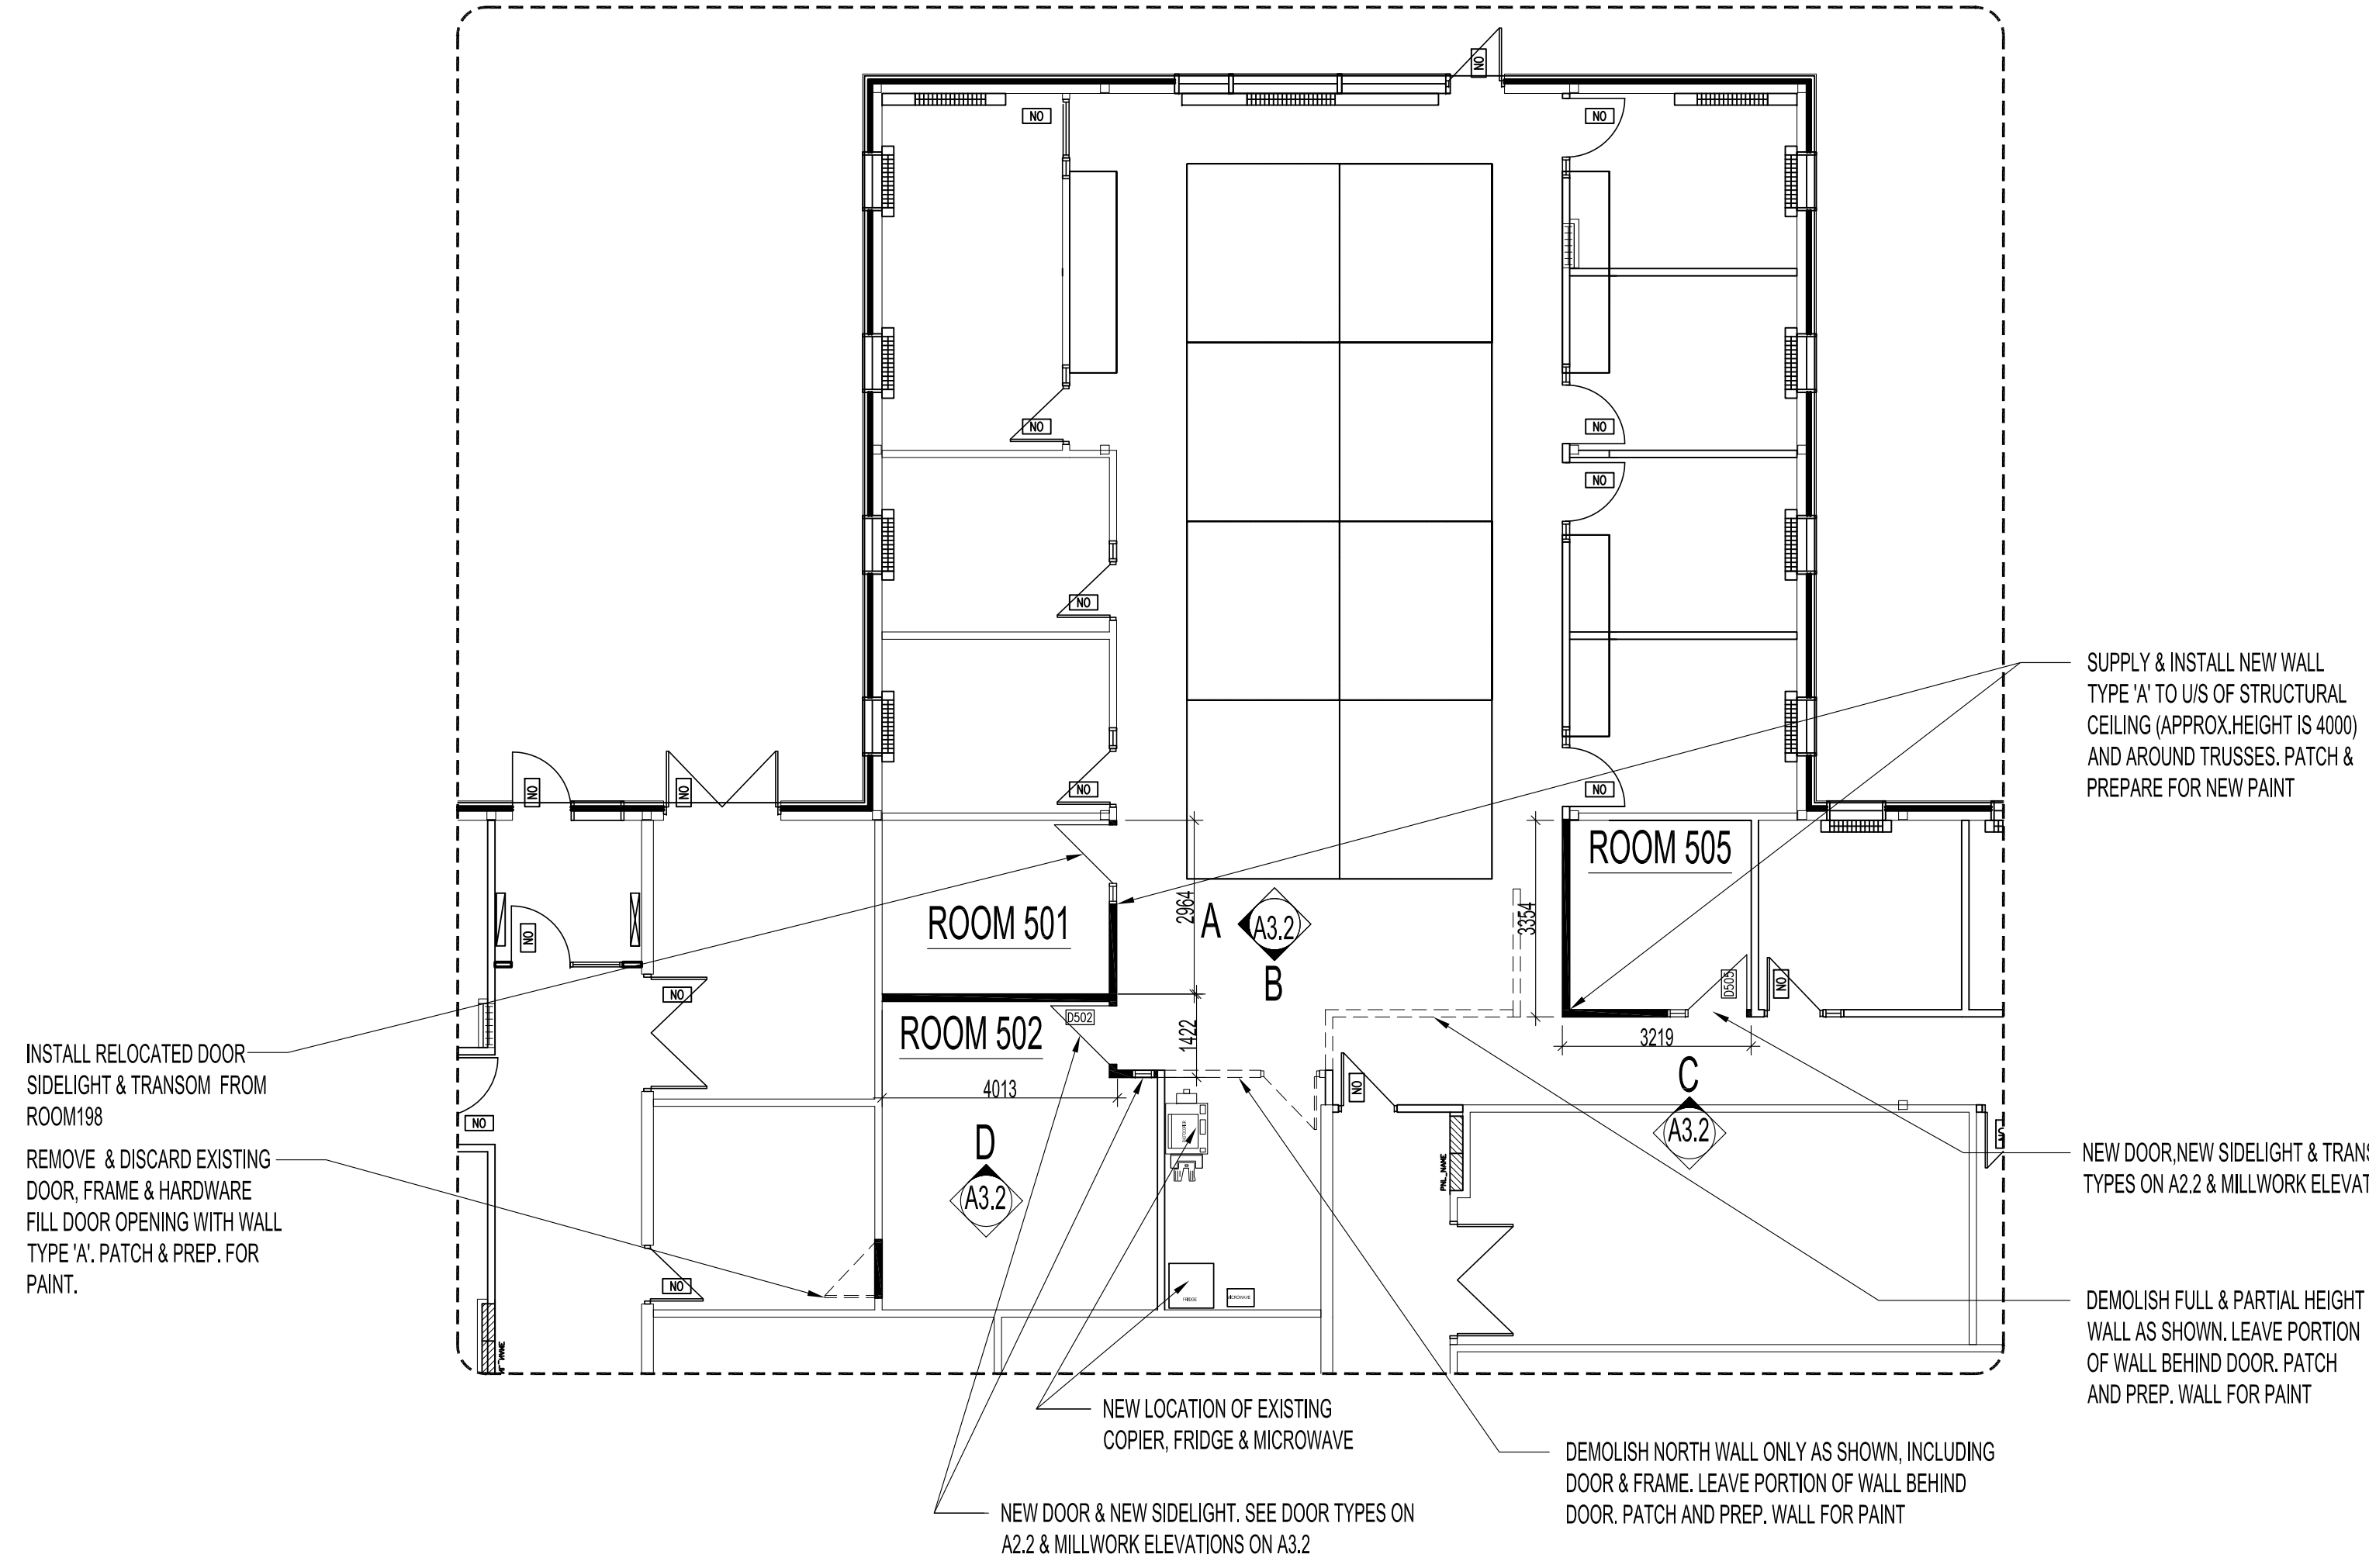 NO
NO
NO
NO
NO
NO
NO
NO
NO
NO
NO
SUPPLY & INSTALL NEW WALL
TYPE 'A' TO U/S OF STRUCTURAL
CEILING (APPROX.HEIGHT IS 4000)
AND AROUND TRUSSES. PATCH &
PREPARE FOR NEW PAINT
ROOM 505
ROOM 501
2964
A
A3.2
B
3354
NO
NO
D505
NO
D502
ROOM 502
1422
3219
4013
C
A3.2
NO
NO
D
A3.2
INSTALL RELOCATED DOOR
SIDELIGHT & TRANSOM FROM
ROOM198
REMOVE & DISCARD EXISTING
DOOR, FRAME & HARDWARE
FILL DOOR OPENING WITH WALL
TYPE 'A'. PATCH & PREP. FOR
PAINT.
PNL_NAME
NO
FRIDGE
MICROWAVE
NEW DOOR,NEW SIDELIGHT & TRANS
TYPES ON A2.2 & MILLWORK ELEVAT
DEMOLISH FULL & PARTIAL HEIGHT
WALL AS SHOWN. LEAVE PORTION
OF WALL BEHIND DOOR. PATCH
AND PREP. WALL FOR PAINT
NEW LOCATION OF EXISTING
COPIER, FRIDGE & MICROWAVE
DEMOLISH NORTH WALL ONLY AS SHOWN, INCLUDING
DOOR & FRAME. LEAVE PORTION OF WALL BEHIND
DOOR. PATCH AND PREP. WALL FOR PAINT
NEW DOOR & NEW SIDELIGHT. SEE DOOR TYPES ON
A2.2 & MILLWORK ELEVATIONS ON A3.2